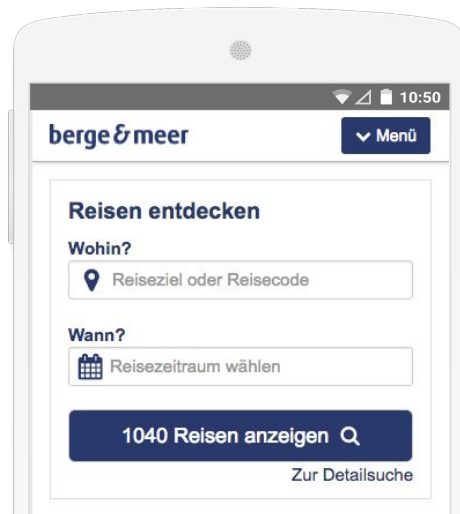 10:50
berge & meer
Menü
Reisen entdecken
Wohin?
Reiseziel oder Reisecode
Wann?
Reisezeitraum wählen
1040 Reisen anzeigen
Zur Detailsuche